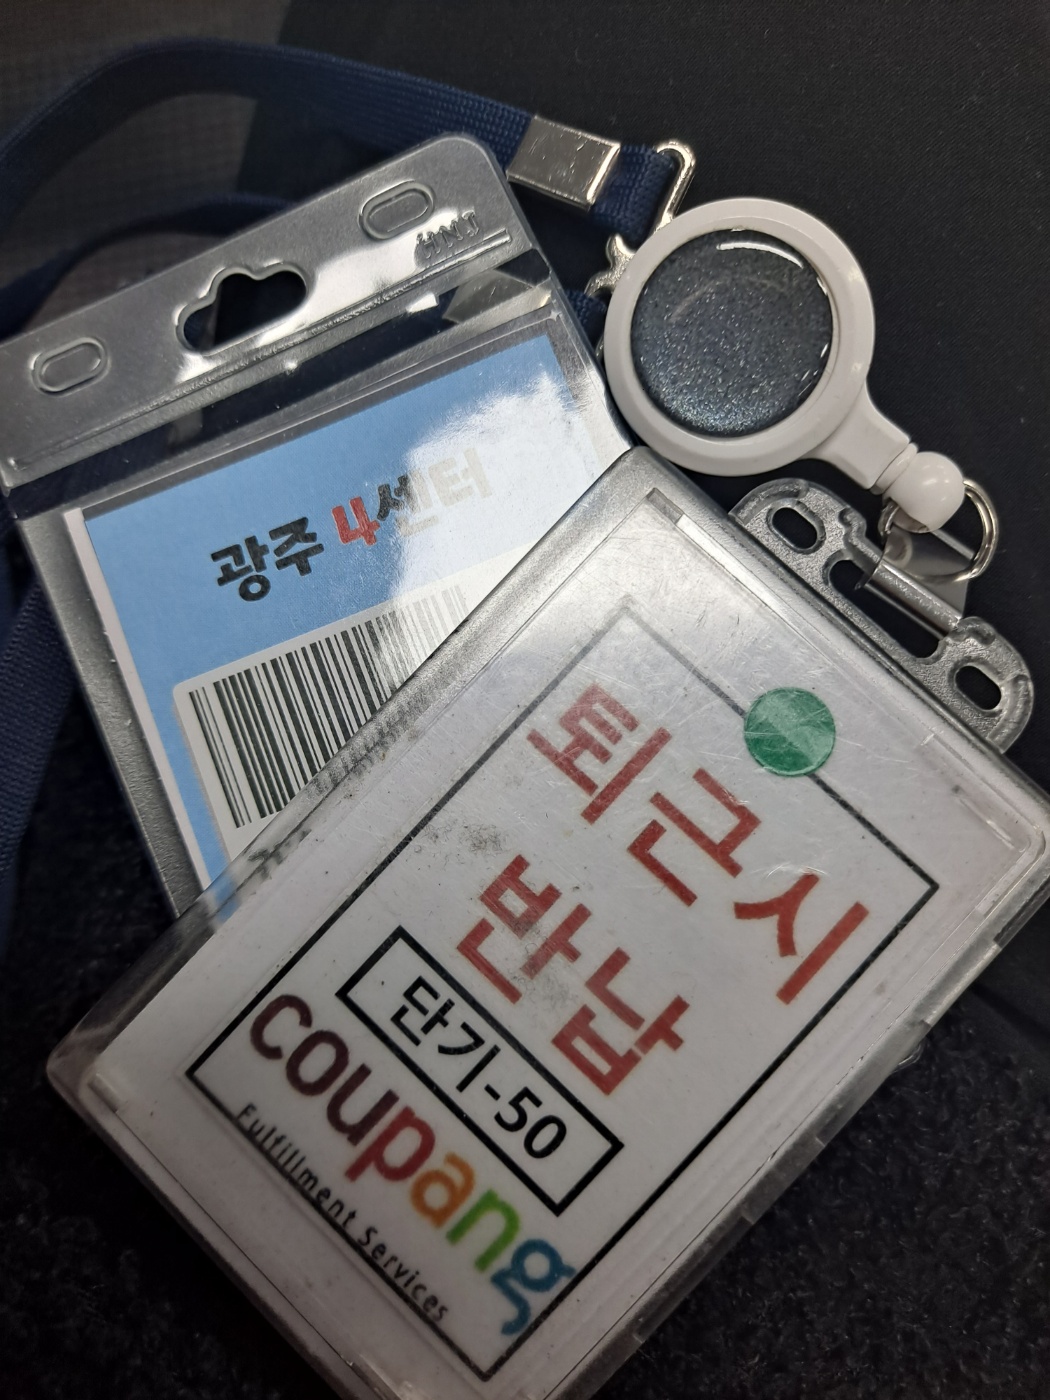 광주 4센터
퇴근시
반납
단기-50
coupang
Fulfillment Services